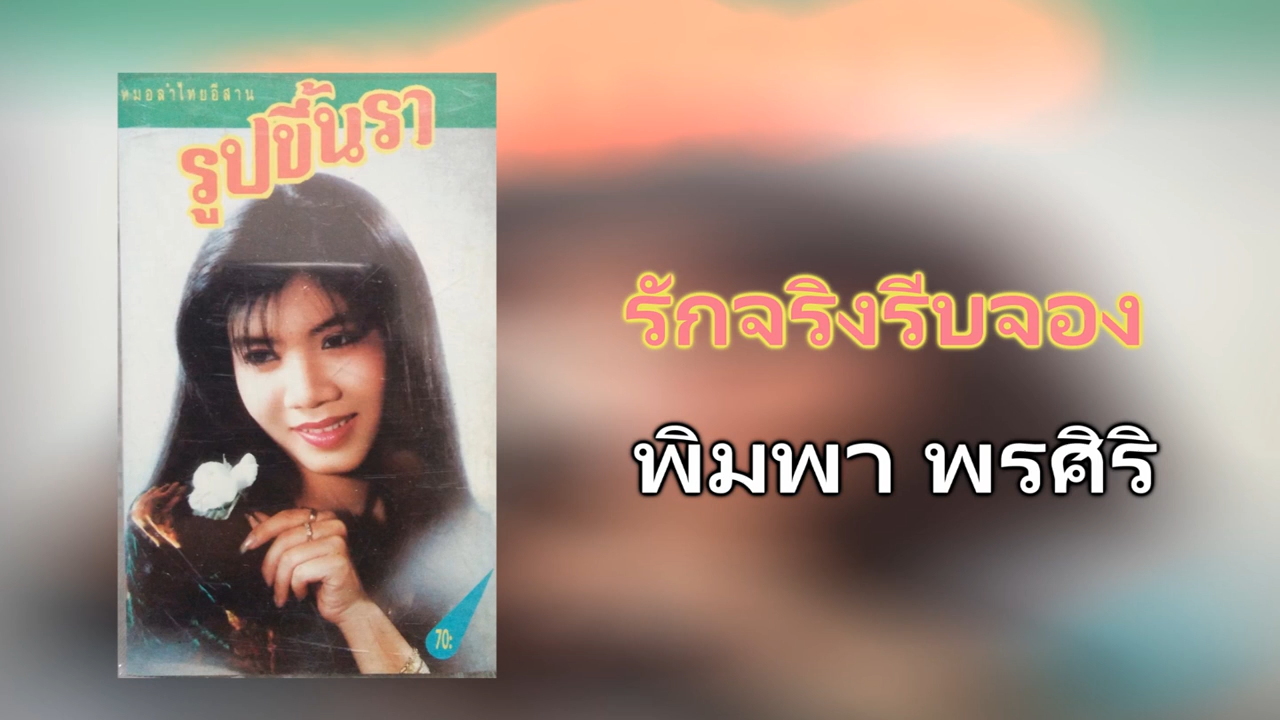 หมอลำไทยอีสาน
รูปขึ้นรา
70:
รักจริงรีบจอง
พิมพา พรศิริ